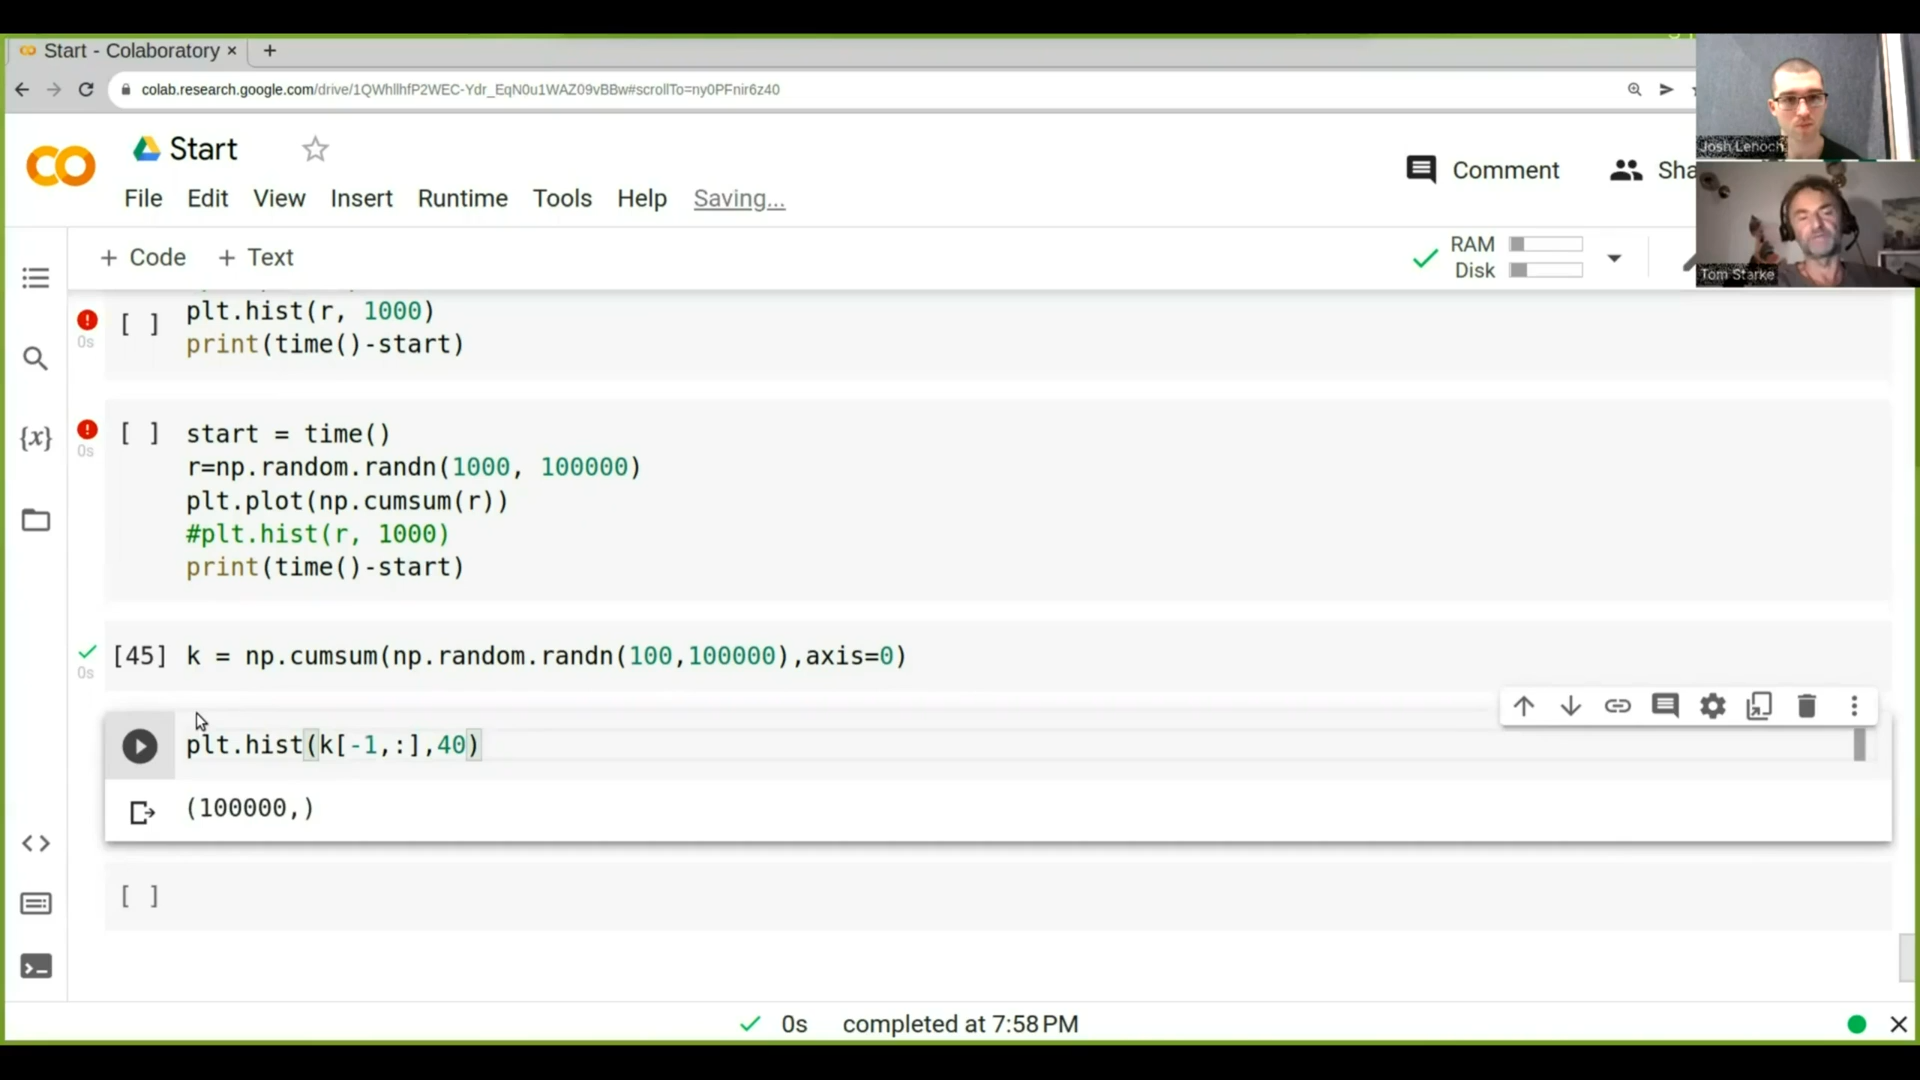 Start - Colaboratory × +
colab.research.google.com/drive/1QWhllhfP2WEC-Ydr_EqN0u1WAZ09vBBw#scrollTo=ny0PFnir6z40
Josh Lenoch
Tom Starke
CO Start
Comment
Sha
File Edit View Insert Runtime Tools Help Saving...
+ Code + Text
RAM
Disk
[ ] plt.hist(r, 1000)
0s
print(time()-start)
[ ] start = time()
0s
r=np.random.randn(1000, 100000)
plt.plot(np.cumsum(r))
#plt.hist(r, 1000)
print(time()-start)
[45] k = np.cumsum(np.random.randn(100,100000),axis=0)
0s
plt.hist(k[-1,:],40)
(100000,)
[ ]
0s completed at 7:58 PM